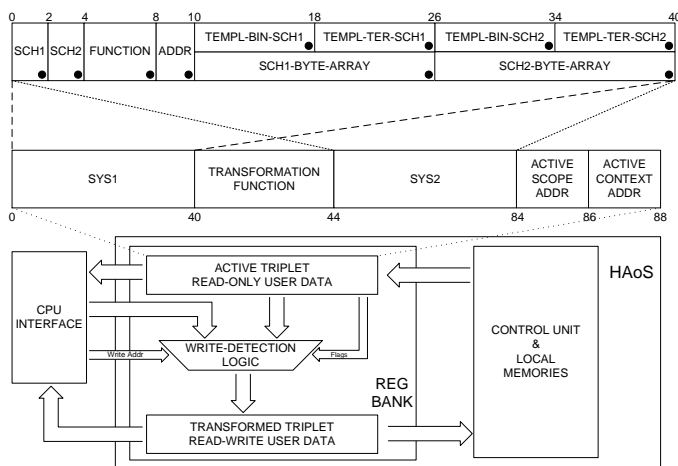 0 2 4 8 10 18 26 34 40
SCH1 SCH2 FUNCTION ADDR TEMPL-BIN-SCH1 TEMPL-TER-SCH1 TEMPL-BIN-SCH2 TEMPL-TER-SCH2
SCH1-BYTE-ARRAY SCH2-BYTE-ARRAY
SYS1
TRANSFORMATION
FUNCTION
SYS2
ACTIVE
SCOPE
ADDR
ACTIVE
CONTEXT
ADDR
0 40 44 84 86 88
ACTIVE TRIPLET
READ-ONLY USER DATA
HAoS
CPU
INTERFACE
CONTROL UNIT
&
LOCAL
MEMORIES
Write Addr
WRITE-DETECTION
LOGIC
Flags
REG
BANK
TRANSFORMED TRIPLET
READ-WRITE USER DATA